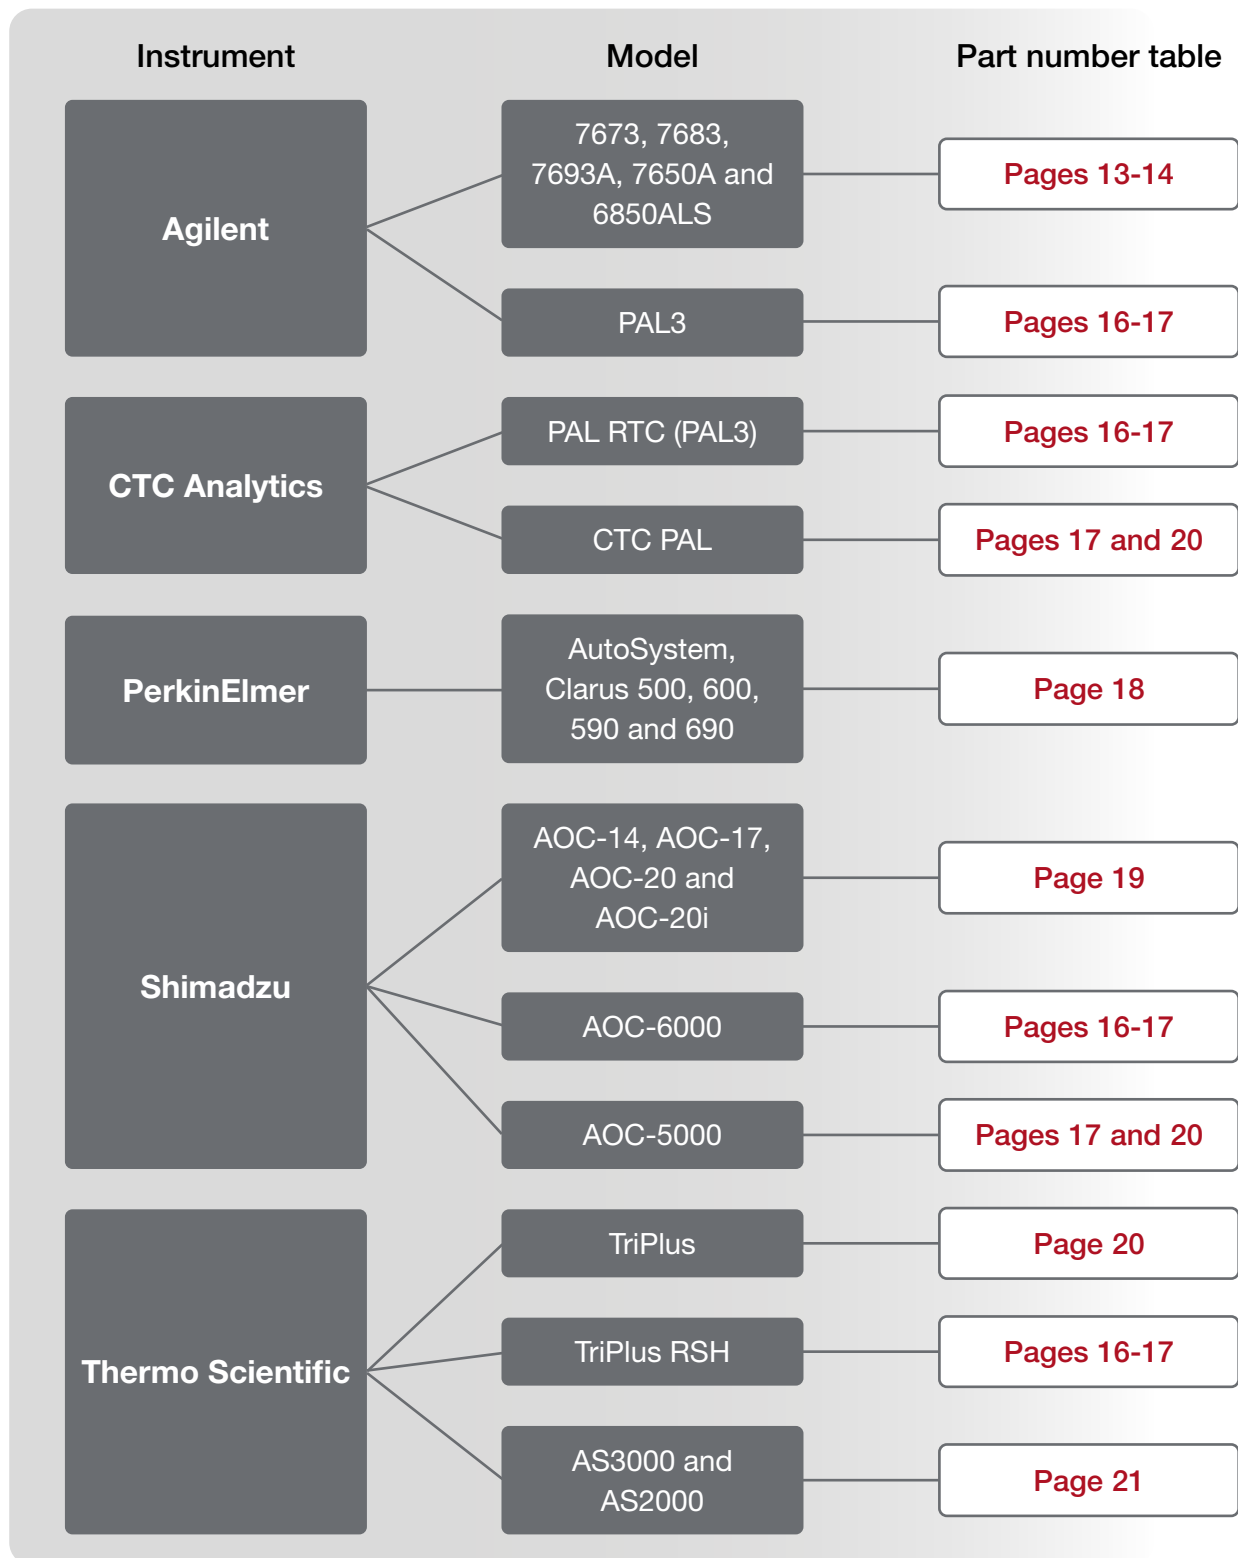 Instrument
Model
Part number table
Agilent
7673, 7683,
7693A, 7650A and
6850ALS
Pages 13-14
PAL3
Pages 16-17
CTC Analytics
PAL RTC (PAL3)
Pages 16-17
CTC PAL
Pages 17 and 20
PerkinElmer
AutoSystem,
Clarus 500, 600,
590 and 690
Page 18
Shimadzu
AOC-14, AOC-17,
AOC-20 and
AOC-20i
Page 19
AOC-6000
Pages 16-17
AOC-5000
Pages 17 and 20
Thermo Scientific
TriPlus
Page 20
TriPlus RSH
Pages 16-17
AS3000 and
AS2000
Page 21